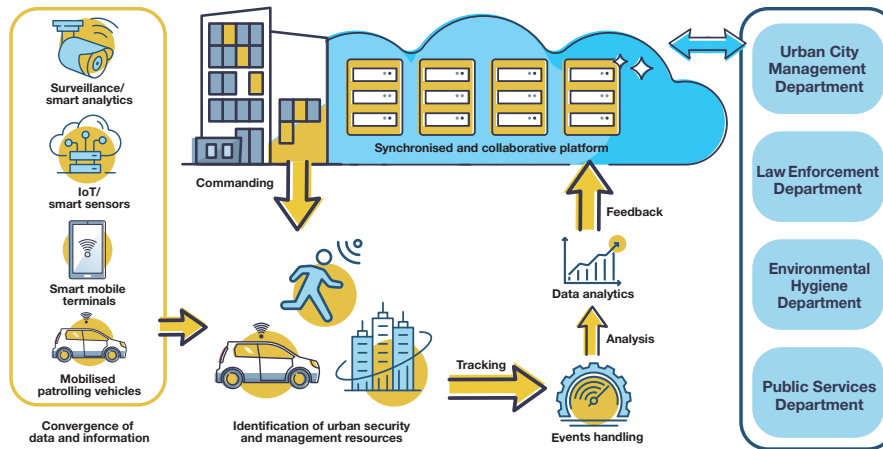 Surveillance/
smart analytics
IoT/
smart sensors
Smart mobile
terminals
Mobilised
patrolling vehicles
Convergence of
data and information
Synchronised and collaborative platform
Commanding
Identification of urban security
and management resources
Tracking
Events handling
Analysis
Data analytics
Feedback
Urban City
Management
Department
Law Enforcement
Department
Environmental
Hygiene
Department
Public Services
Department